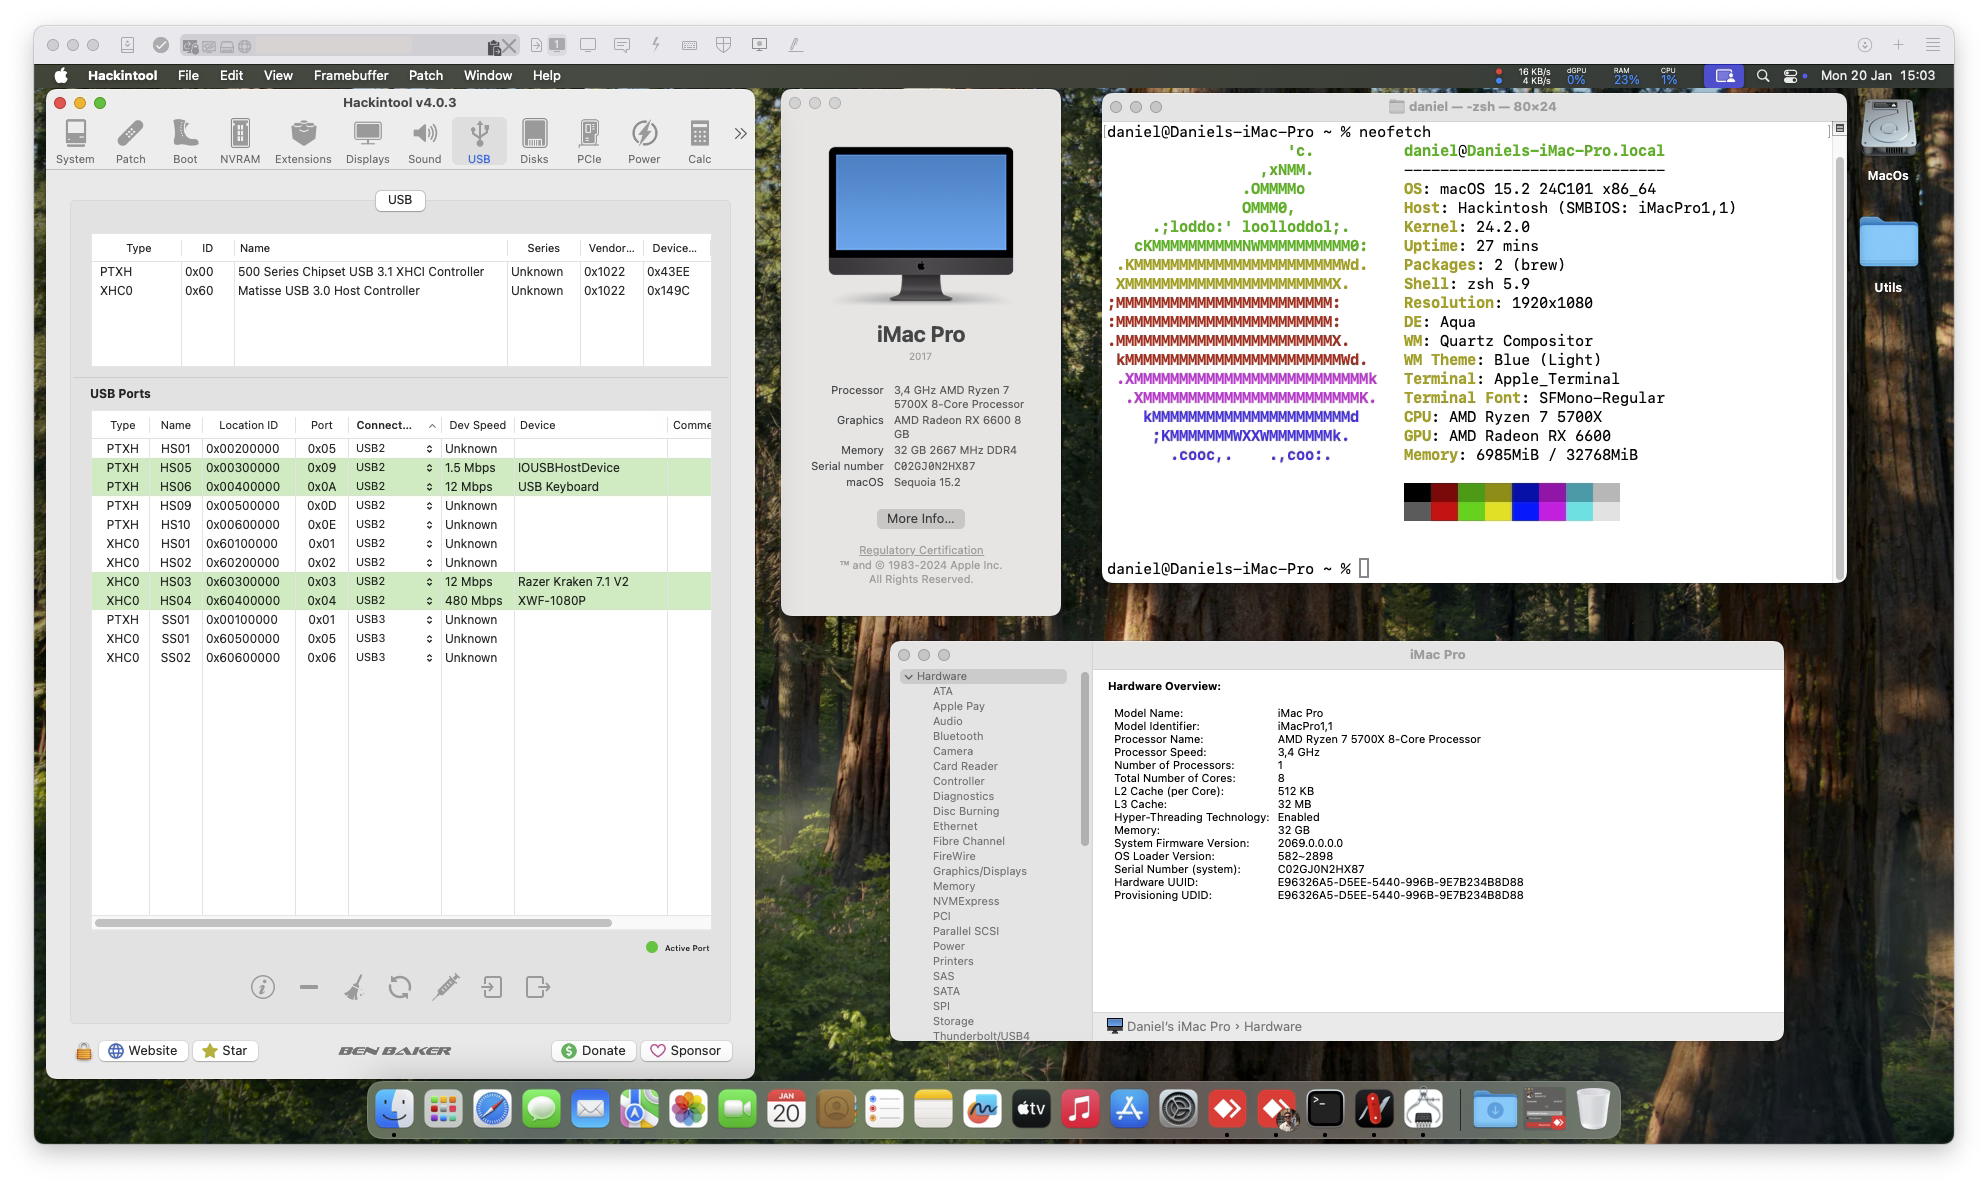 1
Hackintool File Edit View Framebuffer Patch Window Help
16 KB/s
4 KB/s
dGPU
0%
RAM
23%
CPU
1%
Mon 20 Jan 15:03
Hackintool v4.0.3
System Patch Boot NVRAM Extensions Displays Sound USB Disks PCIe Power Calc
USB
Type ID Name Series Vendor... Device...
PTXH 0x00 500 Series Chipset USB 3.1 XHCI Controller Unknown 0x1022 0x43EE
XHC0 0x60 Matisse USB 3.0 Host Controller Unknown 0x1022 0x149C
USB Ports
Type Name Location ID Port Connect... Dev Speed Device Comme
PTXH HS01 0x00200000 0x05 USB2 Unknown
PTXH HS05 0x00300000 0x09 USB2 1.5 Mbps IOUSBHostDevice
PTXH HS06 0x00400000 0x0A USB2 12 Mbps USB Keyboard
PTXH HS09 0x00500000 0x0D USB2 Unknown
PTXH HS10 0x00600000 0x0E USB2 Unknown
XHC0 HS01 0x60100000 0x01 USB2 Unknown
XHC0 HS02 0x60200000 0x02 USB2 Unknown
XHC0 HS03 0x60300000 0x03 USB2 12 Mbps Razer Kraken 7.1 V2
XHC0 HS04 0x60400000 0x04 USB2 480 Mbps XWF-1080P
PTXH SS01 0x00100000 0x01 USB3 Unknown
XHC0 SS01 0x60500000 0x05 USB3 Unknown
XHC0 SS02 0x60600000 0x06 USB3 Unknown
Active Port
Website Star BEN BAKER Donate Sponsor
iMac Pro
2017
Processor 3,4 GHz AMD Ryzen 7
5700X 8-Core Processor
Graphics AMD Radeon RX 6600 8
GB
Memory 32 GB 2667 MHz DDR4
Serial number C02GJ0N2HX87
macOS Sequoia 15.2
More Info...
Regulatory Certification
™ and © 1983-2024 Apple Inc.
All Rights Reserved.
daniel — -zsh — 80×24
daniel@Daniels-iMac-Pro ~ % neofetch
'c. daniel@Daniels-iMac-Pro.local
,xNMM. ----------------------------
.OMMMMo OS: macOS 15.2 24C101 x86_64
OMMM0, Host: Hackintosh (SMBIOS: iMacPro1,1)
.;loddo:' loolloddol;. Kernel: 24.2.0
cKMMMMMMMMMMNWMMMMMMMMMM0: Uptime: 27 mins
.KMMMMMMMMMMMMMMMMMMMMMMMWd. Packages: 2 (brew)
XMMMMMMMMMMMMMMMMMMMMMMMX. Shell: zsh 5.9
;MMMMMMMMMMMMMMMMMMMMMMMM: Resolution: 1920x1080
:MMMMMMMMMMMMMMMMMMMMMMMM: DE: Aqua
.MMMMMMMMMMMMMMMMMMMMMMMMX. WM: Quartz Compositor
kMMMMMMMMMMMMMMMMMMMMMMMMWd. WM Theme: Blue (Light)
.XMMMMMMMMMMMMMMMMMMMMMMMMMMk Terminal: Apple_Terminal
.XMMMMMMMMMMMMMMMMMMMMMMMMK. Terminal Font: SFMono-Regular
kMMMMMMMMMMMMMMMMMMMMMMd CPU: AMD Ryzen 7 5700X
;KMMMMMMMWXXWMMMMMMMk. GPU: AMD Radeon RX 6600
.cooc,. .,coo:. Memory: 6985MiB / 32768MiB
daniel@Daniels-iMac-Pro ~ %
MacOs
Utils
iMac Pro
Hardware
ATA
Apple Pay
Audio
Bluetooth
Camera
Card Reader
Controller
Diagnostics
Disc Burning
Ethernet
Fibre Channel
FireWire
Graphics/Displays
Memory
NVMExpress
PCI
Parallel SCSI
Power
Printers
SAS
SATA
SPI
Storage
Thunderbolt/USB4
Hardware Overview:
Model Name: iMac Pro
Model Identifier: iMacPro1,1
Processor Name: AMD Ryzen 7 5700X 8-Core Processor
Processor Speed: 3,4 GHz
Number of Processors: 1
Total Number of Cores: 8
L2 Cache (per Core): 512 KB
L3 Cache: 32 MB
Hyper-Threading Technology: Enabled
Memory: 32 GB
System Firmware Version: 2069.0.0.0.0
OS Loader Version: 582~2898
Serial Number (system): C02GJ0N2HX87
Hardware UUID: E96326A5-D5EE-5440-996B-9E7B234B8D88
Provisioning UDID: E96326A5-D5EE-5440-996B-9E7B234B8D88
Daniel's iMac Pro › Hardware
JAN
20
tv